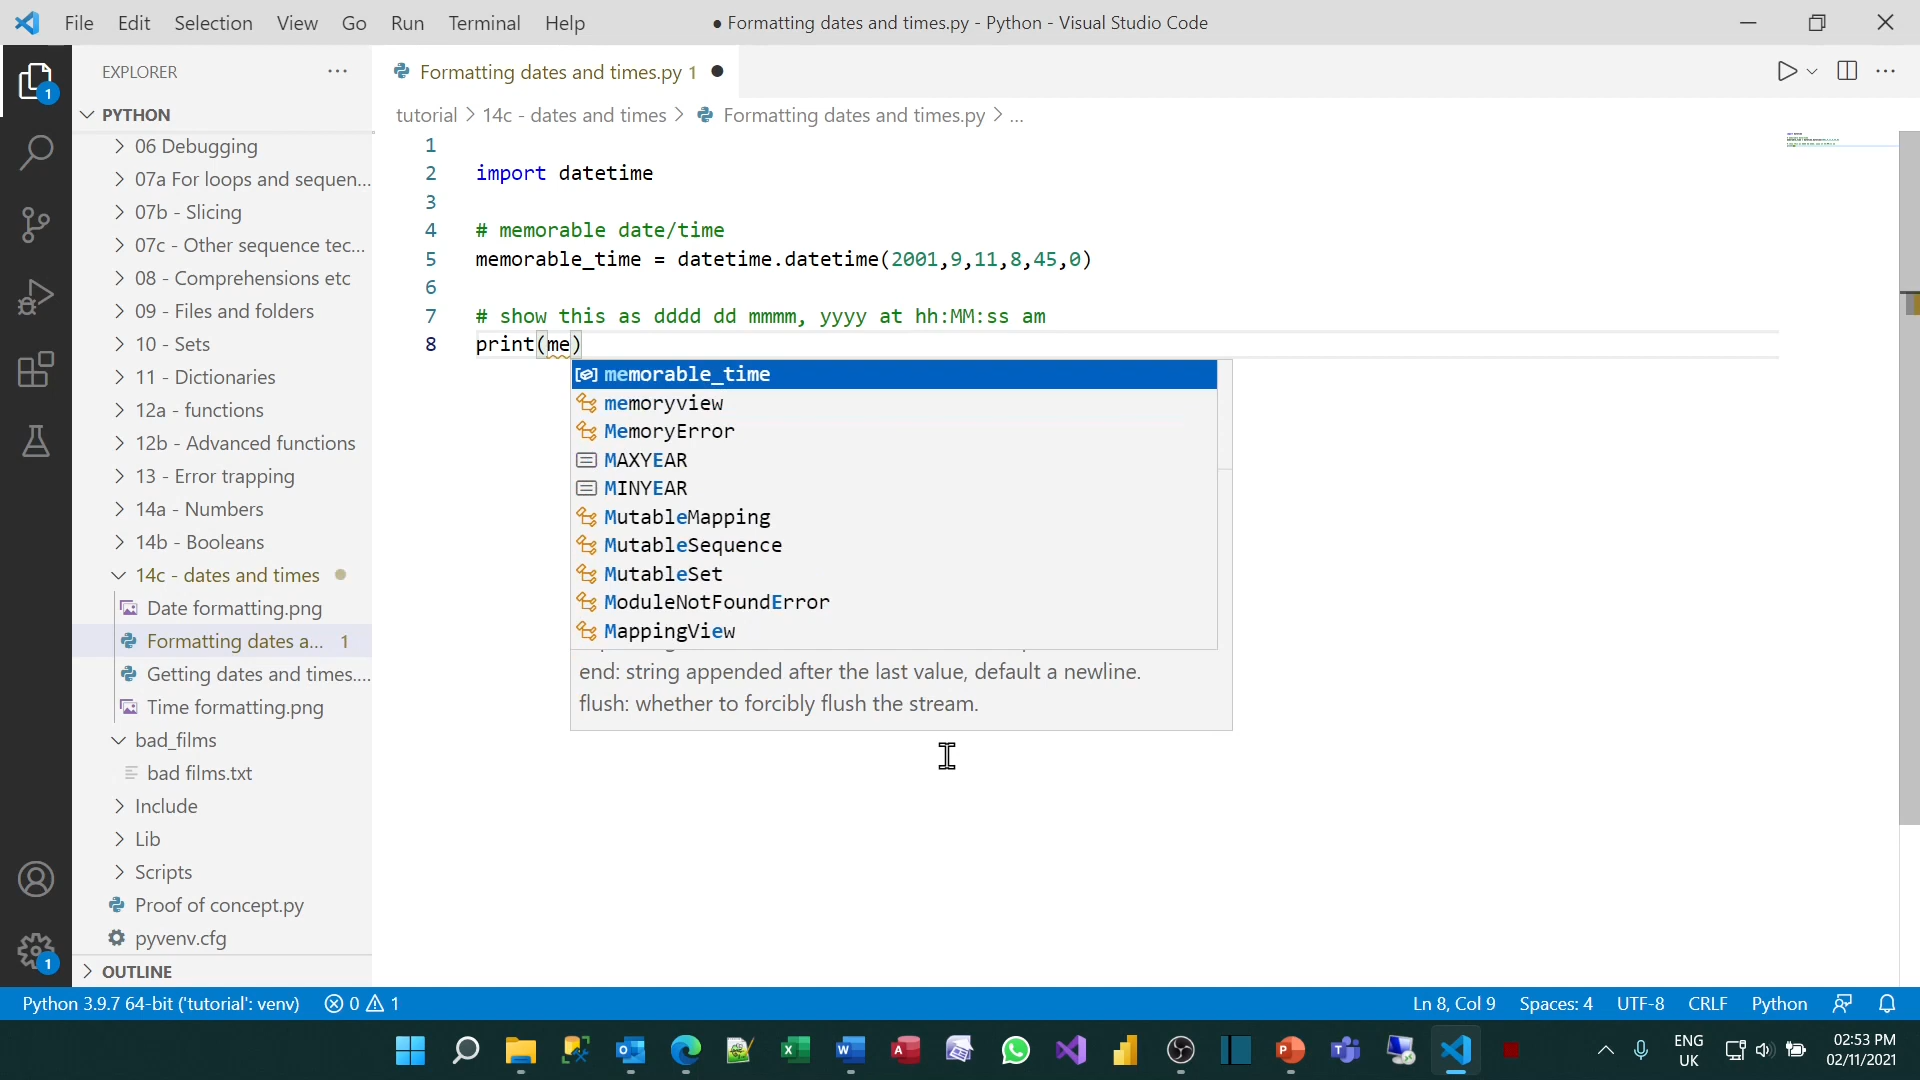 File Edit Selection View Go Run Terminal Help
● Formatting dates and times.py - Python - Visual Studio Code
EXPLORER
PYTHON
06 Debugging
07a For loops and sequen...
07b - Slicing
07c - Other sequence tec...
08 - Comprehensions etc
09 - Files and folders
10 - Sets
11 - Dictionaries
12a - functions
12b - Advanced functions
13 - Error trapping
14a - Numbers
14b - Booleans
14c - dates and times
Date formatting.png
Formatting dates a... 1
Getting dates and times....
Time formatting.png
bad_films
bad films.txt
Include
Lib
Scripts
Proof of concept.py
pyvenv.cfg
OUTLINE
1
1
Formatting dates and times.py 1
tutorial > 14c - dates and times > Formatting dates and times.py > ...
1
2 import datetime
3
4 # memorable date/time
5 memorable_time = datetime.datetime(2001,9,11,8,45,0)
6
7 # show this as dddd dd mmmm, yyyy at hh:MM:ss am
8 print(me)
memorable_time
memoryview
MemoryError
MAXYEAR
MINYEAR
MutableMapping
MutableSequence
MutableSet
ModuleNotFoundError
MappingView
end: string appended after the last value, default a newline.
flush: whether to forcibly flush the stream.
Python 3.9.7 64-bit ('tutorial': venv) 0 1
Ln 8, Col 9 Spaces: 4 UTF-8 CRLF Python
ENG
UK
02:53 PM
02/11/2021